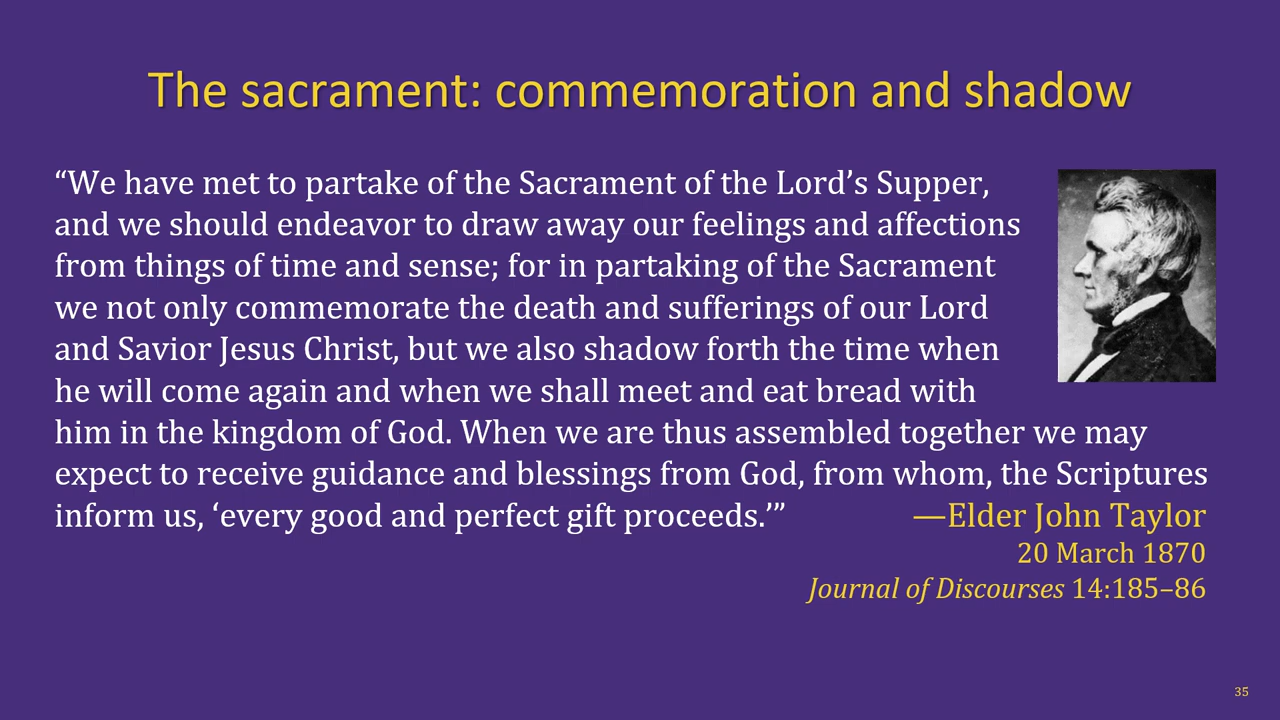 The sacrament: commemoration and shadow
“We have met to partake of the Sacrament of the Lord’s Supper,
and we should endeavor to draw away our feelings and affections
from things of time and sense; for in partaking of the Sacrament
we not only commemorate the death and sufferings of our Lord
and Savior Jesus Christ, but we also shadow forth the time when
he will come again and when we shall meet and eat bread with
him in the kingdom of God. When we are thus assembled together we may
expect to receive guidance and blessings from God, from whom, the Scriptures
inform us, ‘every good and perfect gift proceeds.’” —Elder John Taylor
20 March 1870
Journal of Discourses 14:185–86
35